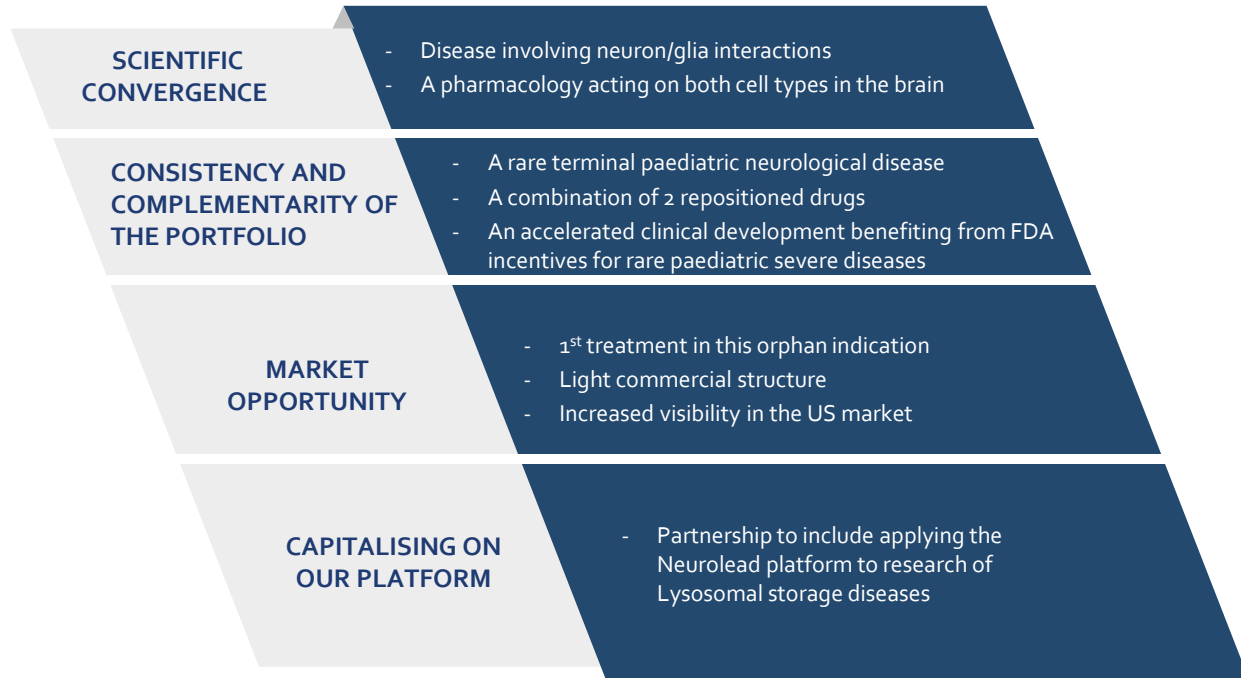 SCIENTIFIC
CONVERGENCE
- Disease involving neuron/glia interactions
- A pharmacology acting on both cell types in the brain
CONSISTENCY AND
COMPLEMENTARITY OF
THE PORTFOLIO
- A rare terminal paediatric neurological disease
- A combination of 2 repositioned drugs
- An accelerated clinical development benefiting from FDA
incentives for rare paediatric severe diseases
MARKET
OPPORTUNITY
- 1st treatment in this orphan indication
- Light commercial structure
- Increased visibility in the US market
CAPITALISING ON
OUR PLATFORM
- Partnership to include applying the
Neurolead platform to research of
Lysosomal storage diseases